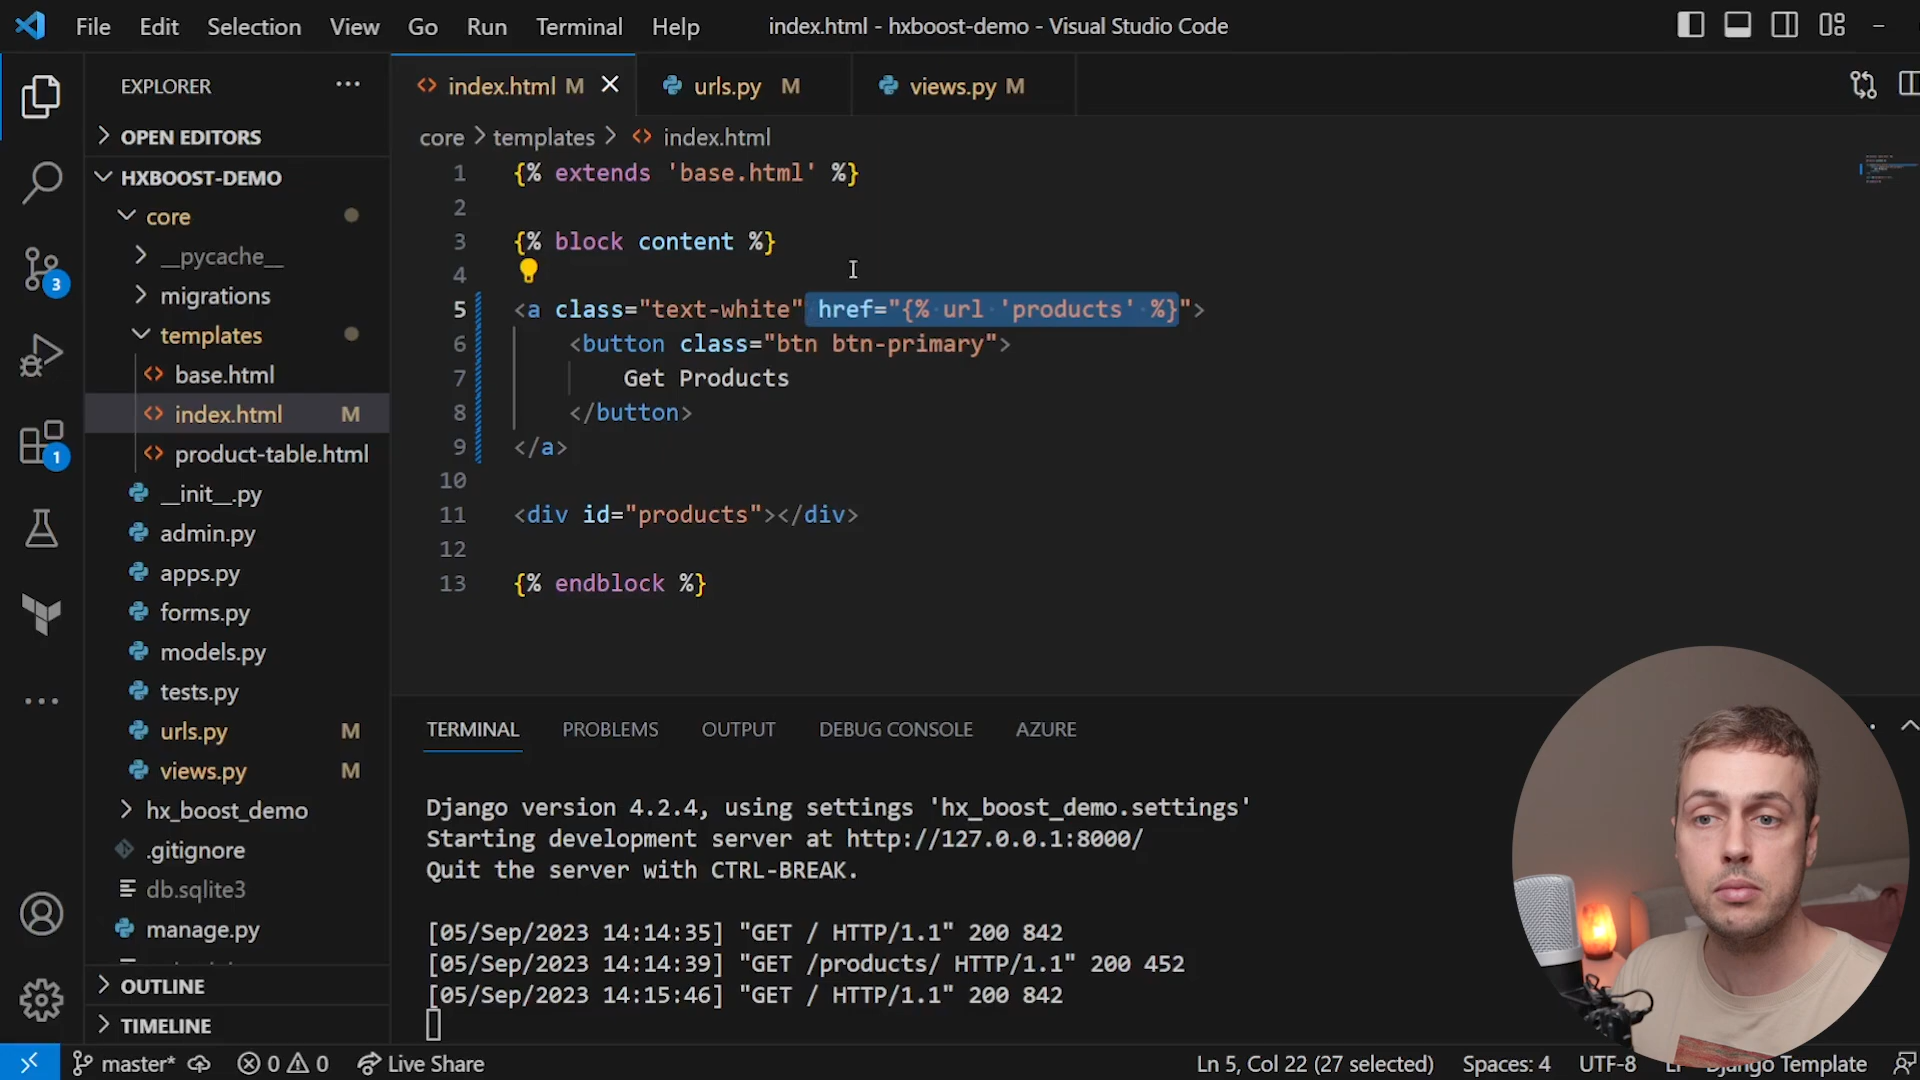 File Edit Selection View Go Run Terminal Help index.html - hxboost-demo - Visual Studio Code
EXPLORER ···
index.html M
urls.py M
views.py M
OPEN EDITORS
core > templates > index.html
HXBOOST-DEMO
core
__pycache__
migrations
templates
base.html
index.html M
product-table.html
__init__.py
admin.py
apps.py
forms.py
models.py
tests.py
urls.py M
views.py M
hx_boost_demo
.gitignore
db.sqlite3
manage.py
OUTLINE
TIMELINE
3
1
1 {% extends 'base.html' %}
2
3 {% block content %}
4
5 <a class="text-white" href="{% url 'products' %}">
6 <button class="btn btn-primary">
7 Get Products
8 </button>
9 </a>
10
11 <div id="products"></div>
12
13 {% endblock %}
TERMINAL PROBLEMS OUTPUT DEBUG CONSOLE AZURE
Django version 4.2.4, using settings 'hx_boost_demo.settings'
Starting development server at http://127.0.0.1:8000/
Quit the server with CTRL-BREAK.
[05/Sep/2023 14:14:35] "GET / HTTP/1.1" 200 842
[05/Sep/2023 14:14:39] "GET /products/ HTTP/1.1" 200 452
[05/Sep/2023 14:15:46] "GET / HTTP/1.1" 200 842
master* 0 0 Live Share Ln 5, Col 22 (27 selected) Spaces: 4 UTF-8 Django Template